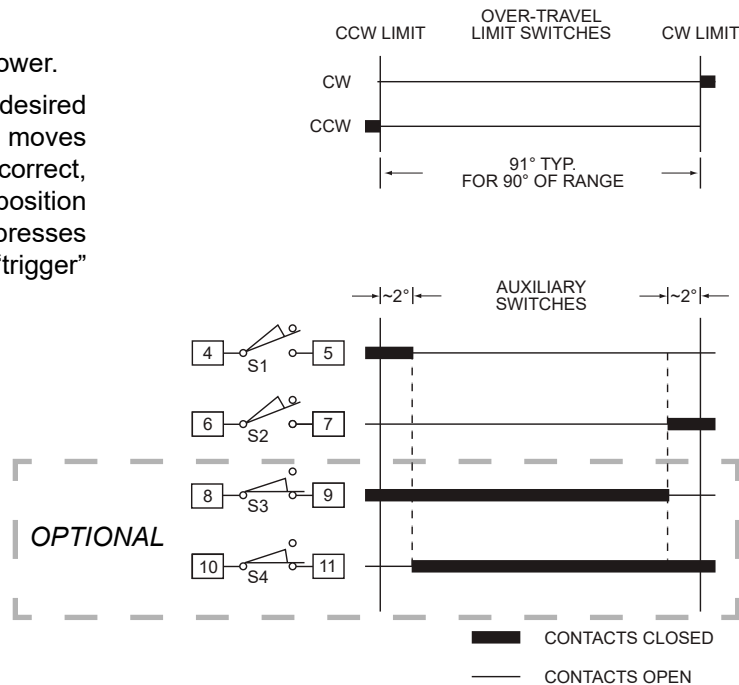 ower.
desired
moves
correct,
position
presses
"trigger"
OVER-TRAVEL
CCW LIMIT LIMIT SWITCHES CW LIMIT
CW
CCW
91° TYP.
FOR 90° OF RANGE
~2° AUXILIARY ~2°
SWITCHES
4 S1 5
6 S2 7
8 S3 9
OPTIONAL
10 S4 11
CONTACTS CLOSED
CONTACTS OPEN